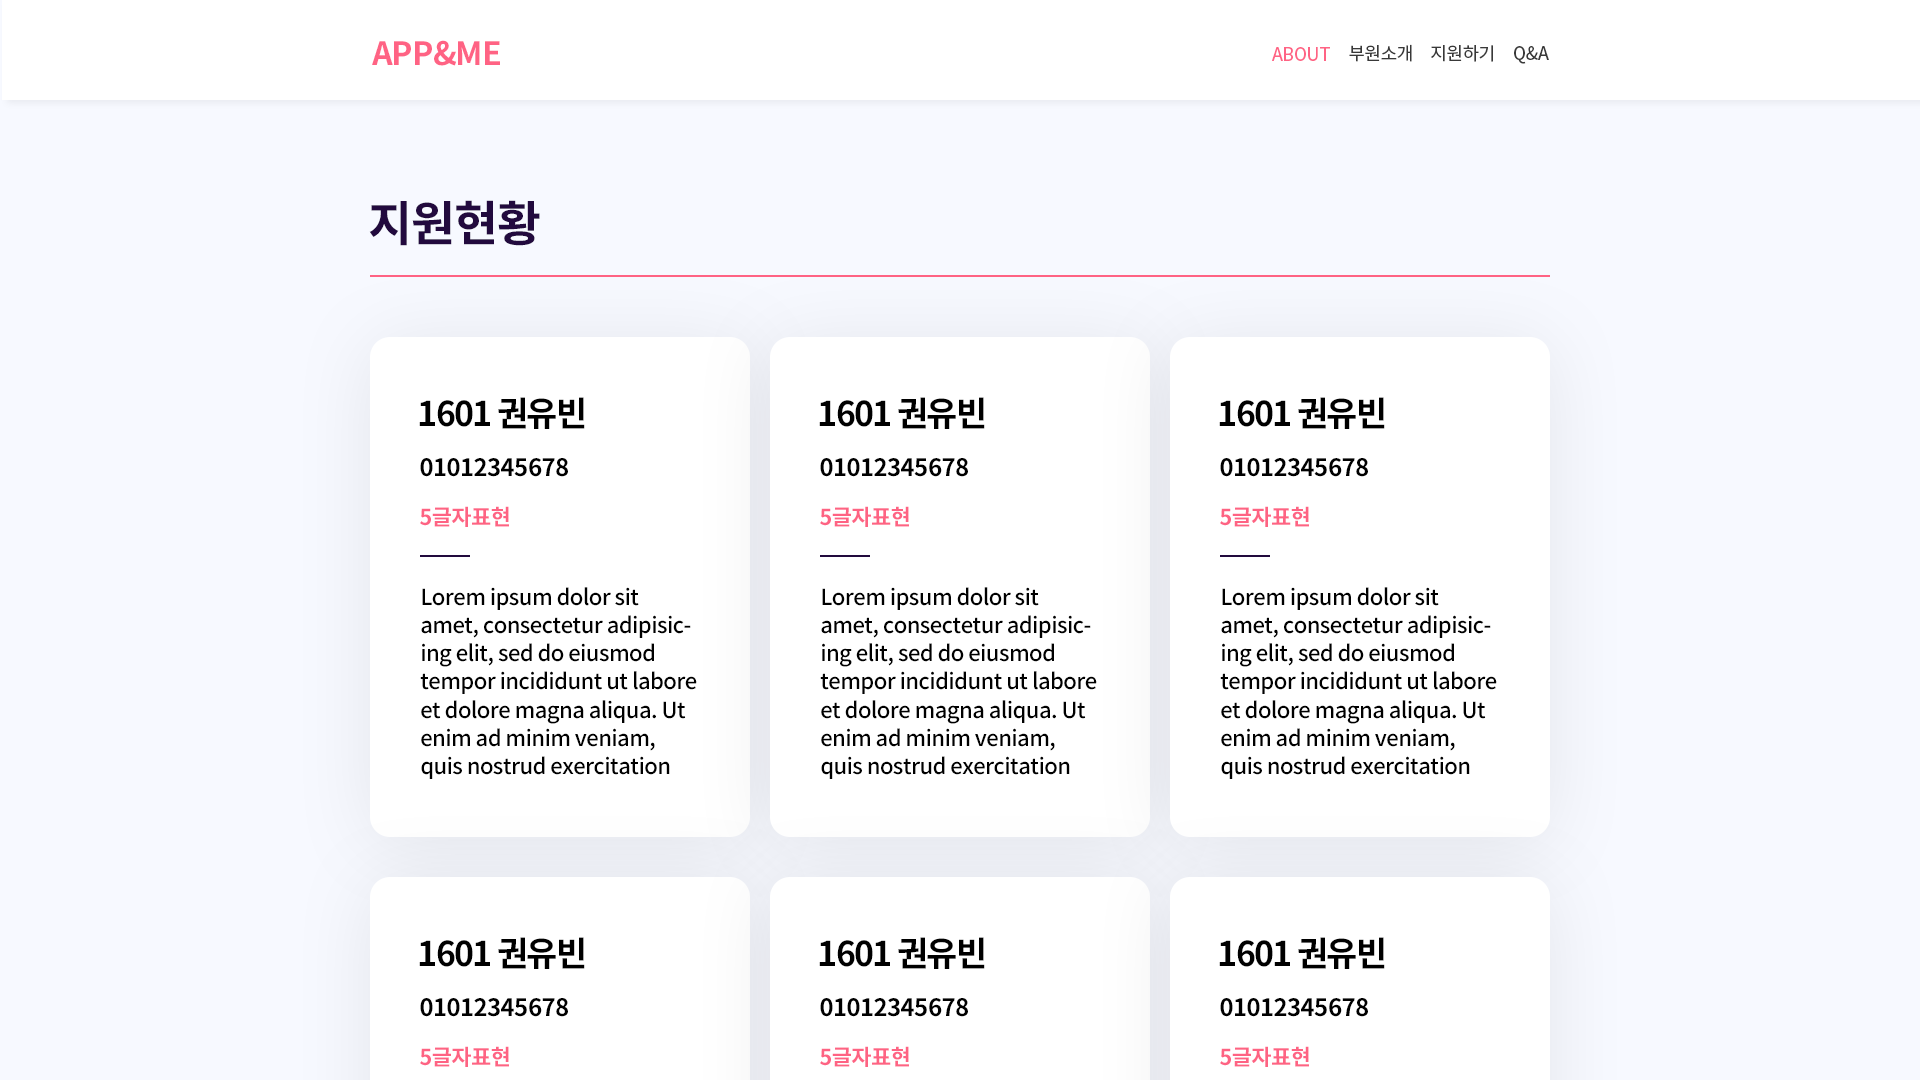 APP&ME
ABOUT 부원소개 지원하기 Q&A
지원현황
1601 권유빈
01012345678
5글자표현
Lorem ipsum dolor sit
amet, consectetur adipisic-
ing elit, sed do eiusmod
tempor incididunt ut labore
et dolore magna aliqua. Ut
enim ad minim veniam,
quis nostrud exercitation
1601 권유빈
01012345678
5글자표현
Lorem ipsum dolor sit
amet, consectetur adipisic-
ing elit, sed do eiusmod
tempor incididunt ut labore
et dolore magna aliqua. Ut
enim ad minim veniam,
quis nostrud exercitation
1601 권유빈
01012345678
5글자표현
Lorem ipsum dolor sit
amet, consectetur adipisic-
ing elit, sed do eiusmod
tempor incididunt ut labore
et dolore magna aliqua. Ut
enim ad minim veniam,
quis nostrud exercitation
1601 권유빈
01012345678
5글자표현
1601 권유빈
01012345678
5글자표현
1601 권유빈
01012345678
5글자표현